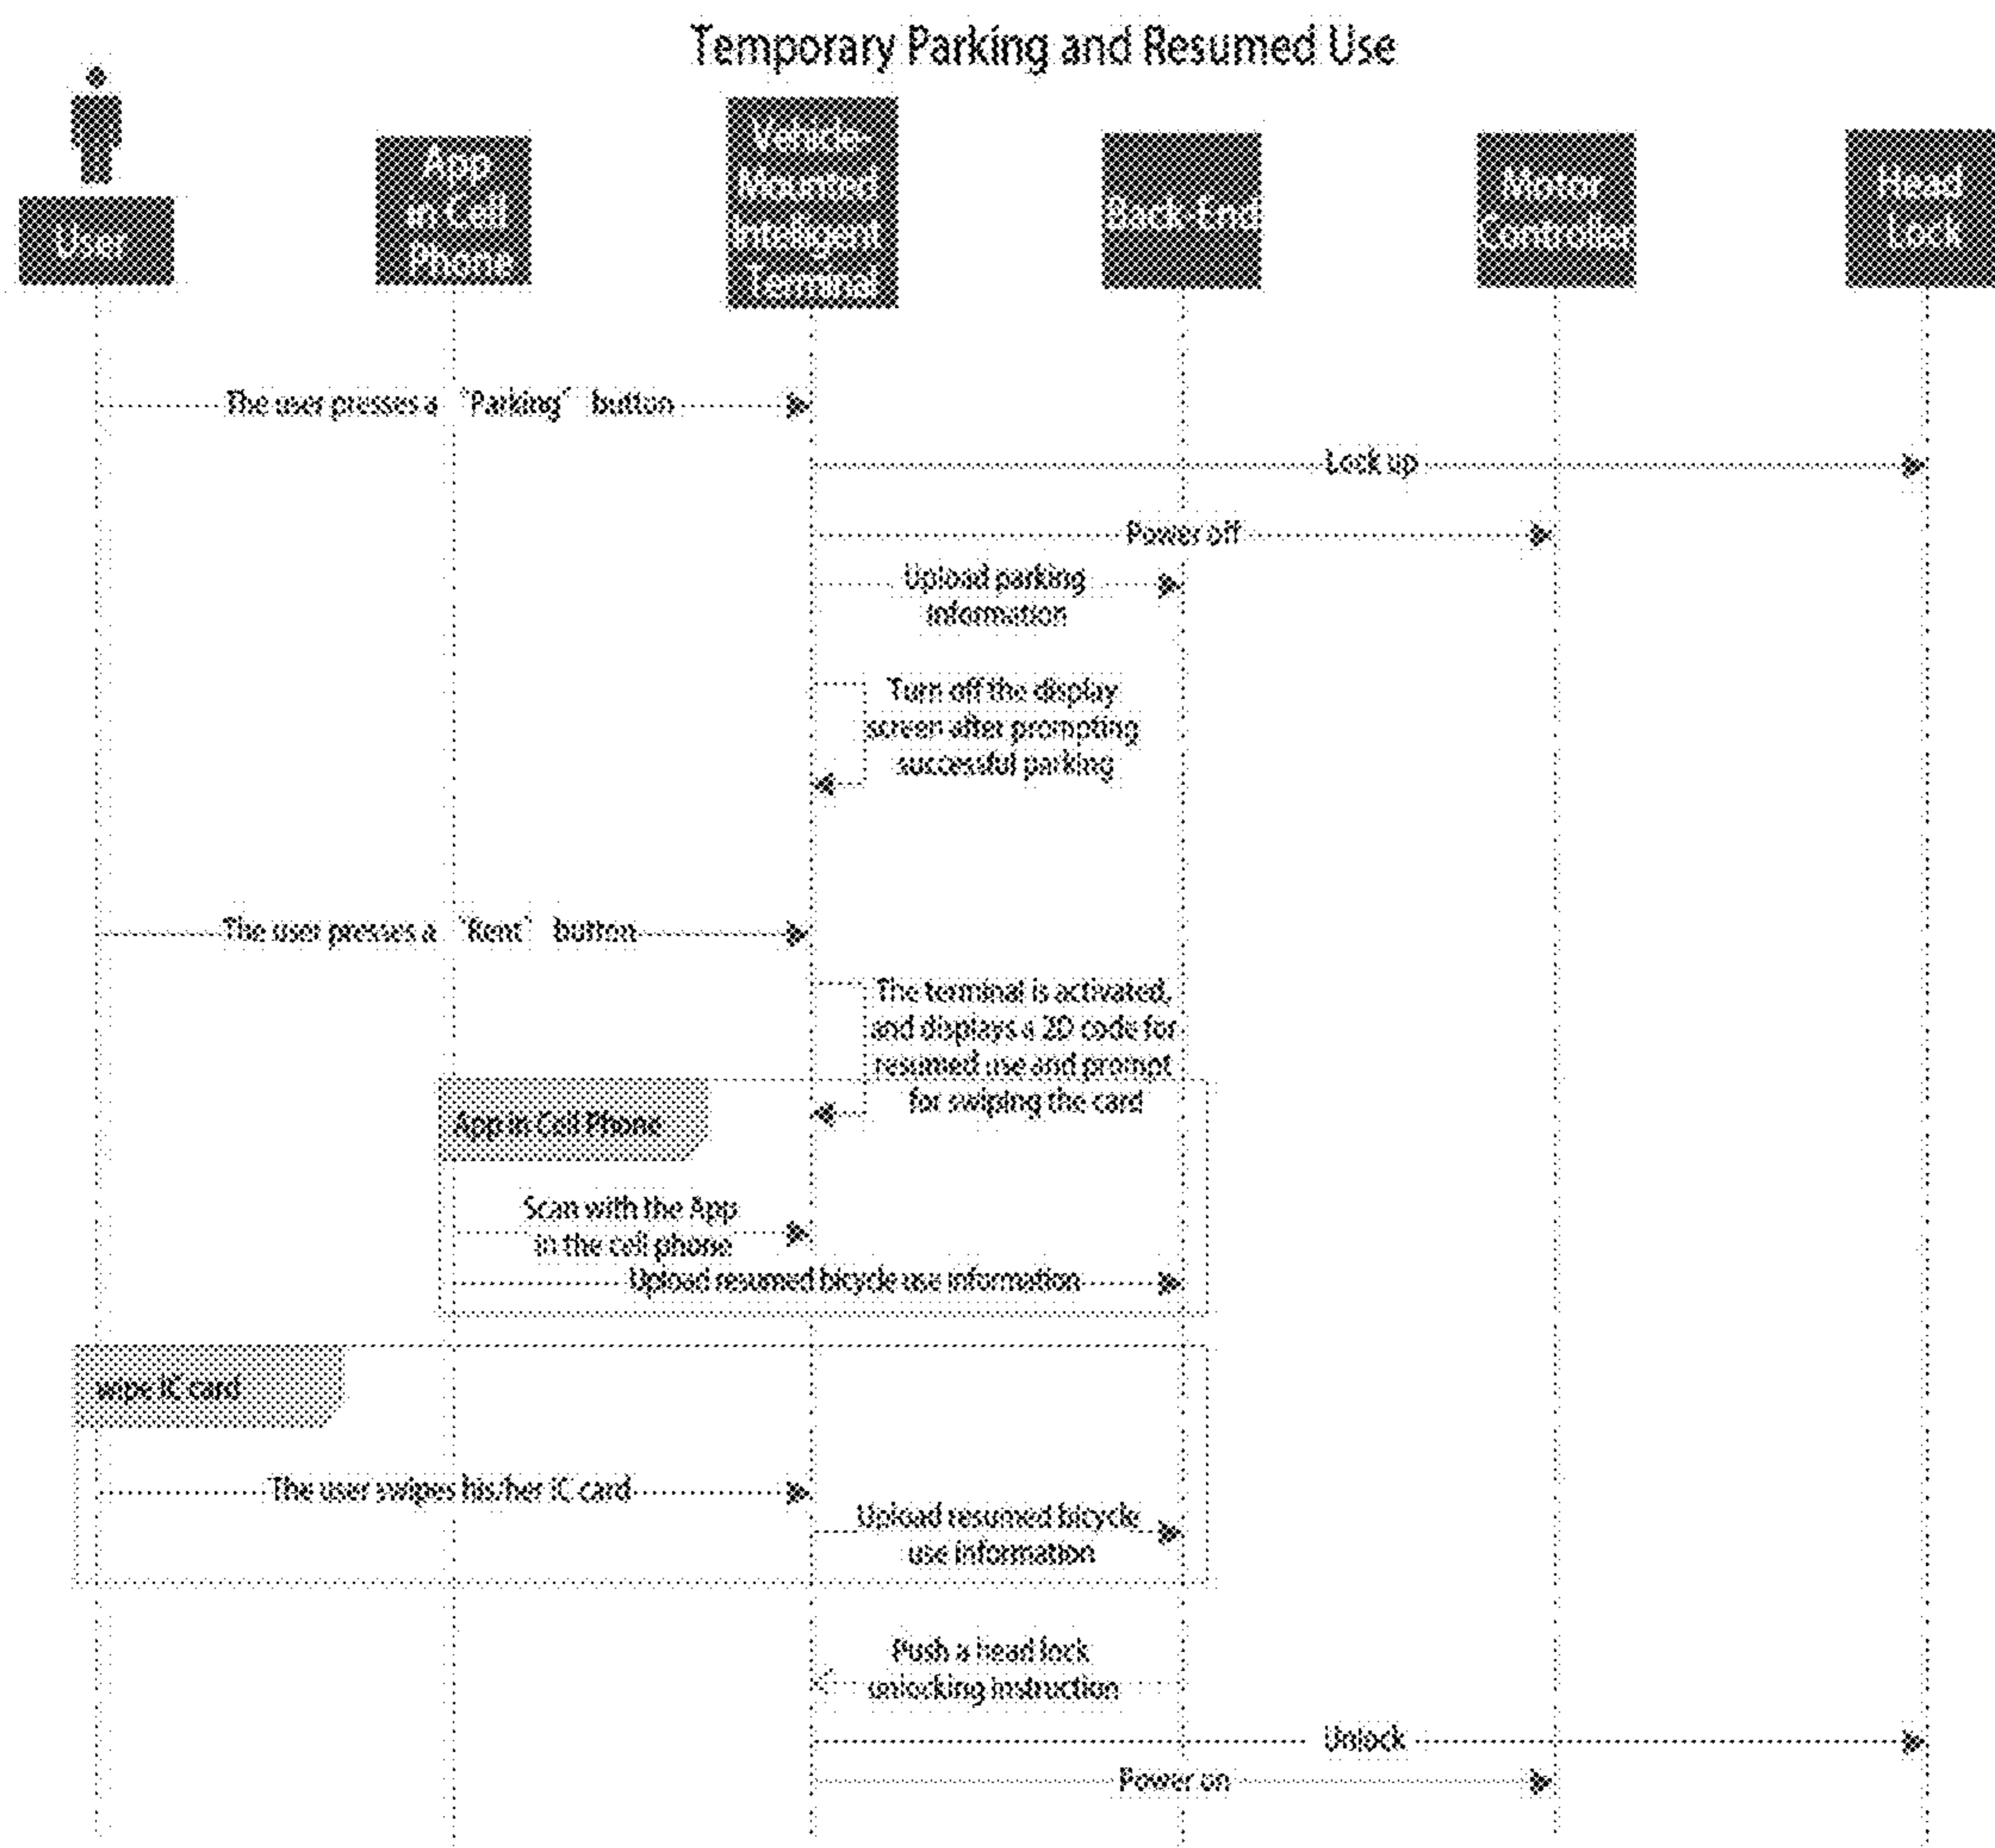 Temporary Parking and Resumed Use
User
App
in Cell
Phone
Vehicle-
Mounted
Intelligent
Terminal
Back-End
Motor
Controller
Head
Lock
The user presses a `Parking´ button
Lock up
Power off
Upload parking
information
Turn off the display
screen after prompting
successful parking
The user presses a `Rent´ button
The terminal is activated,
and displays a 2D code for
resumed use and prompt
for swiping the card
App in Cell Phone
Scan with the App
in the cell phone
Upload resumed bicycle use information
IC card
The user swipes his/her IC card
Upload resumed bicycle
use information
Push a head lock
unlocking instruction
Unlock
Power on